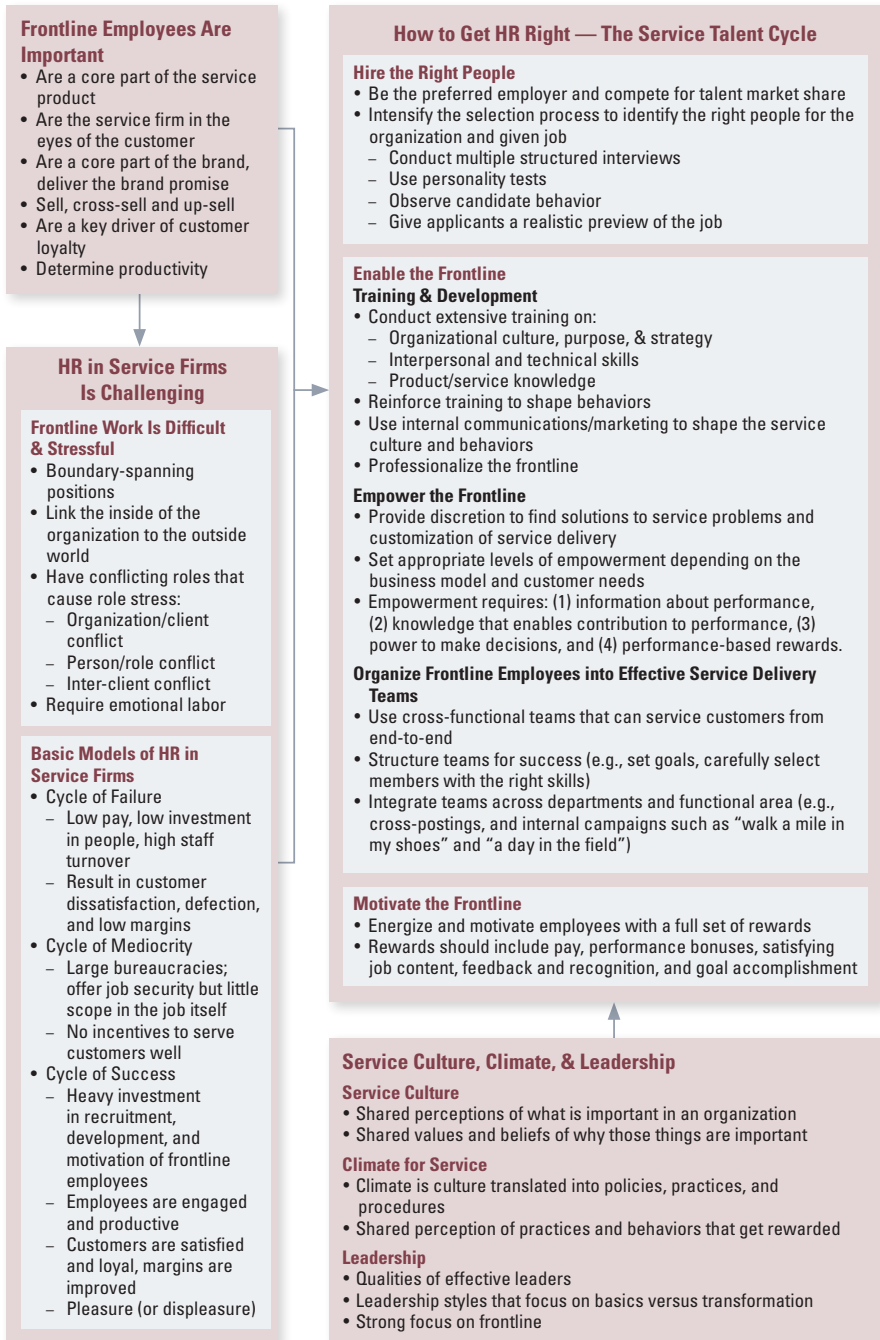 Frontline Employees Are
Important
• Are a core part of the service
product
• Are the service firm in the
eyes of the customer
• Are a core part of the brand,
deliver the brand promise
• Sell, cross-sell and up-sell
• Are a key driver of customer
loyalty
• Determine productivity
HR in Service Firms
Is Challenging
Frontline Work Is Difficult
& Stressful
• Boundary-spanning
positions
• Link the inside of the
organization to the outside
world
• Have conflicting roles that
cause role stress:
– Organization/client
conflict
– Person/role conflict
– Inter-client conflict
• Require emotional labor
Basic Models of HR in
Service Firms
• Cycle of Failure
– Low pay, low investment
in people, high staff
turnover
– Result in customer
dissatisfaction, defection,
and low margins
• Cycle of Mediocrity
– Large bureaucracies;
offer job security but little
scope in the job itself
– No incentives to serve
customers well
• Cycle of Success
– Heavy investment
in recruitment,
development, and
motivation of frontline
employees
– Employees are engaged
and productive
– Customers are satisfied
and loyal, margins are
improved
– Pleasure (or displeasure)
How to Get HR Right — The Service Talent Cycle
Hire the Right People
• Be the preferred employer and compete for talent market share
• Intensify the selection process to identify the right people for the
organization and given job
– Conduct multiple structured interviews
– Use personality tests
– Observe candidate behavior
– Give applicants a realistic preview of the job
Enable the Frontline
Training & Development
• Conduct extensive training on:
– Organizational culture, purpose, & strategy
– Interpersonal and technical skills
– Product/service knowledge
• Reinforce training to shape behaviors
• Use internal communications/marketing to shape the service
culture and behaviors
• Professionalize the frontline
Empower the Frontline
• Provide discretion to find solutions to service problems and
customization of service delivery
• Set appropriate levels of empowerment depending on the
business model and customer needs
• Empowerment requires: (1) information about performance,
(2) knowledge that enables contribution to performance, (3)
power to make decisions, and (4) performance-based rewards.
Organize Frontline Employees into Effective Service Delivery
Teams
• Use cross-functional teams that can service customers from
end-to-end
• Structure teams for success (e.g., set goals, carefully select
members with the right skills)
• Integrate teams across departments and functional area (e.g.,
cross-postings, and internal campaigns such as “walk a mile in
my shoes” and “a day in the field”)
Motivate the Frontline
• Energize and motivate employees with a full set of rewards
• Rewards should include pay, performance bonuses, satisfying
job content, feedback and recognition, and goal accomplishment
Service Culture, Climate, & Leadership
Service Culture
• Shared perceptions of what is important in an organization
• Shared values and beliefs of why those things are important
Climate for Service
• Climate is culture translated into policies, practices, and
procedures
• Shared perception of practices and behaviors that get rewarded
Leadership
• Qualities of effective leaders
• Leadership styles that focus on basics versus transformation
• Strong focus on frontline